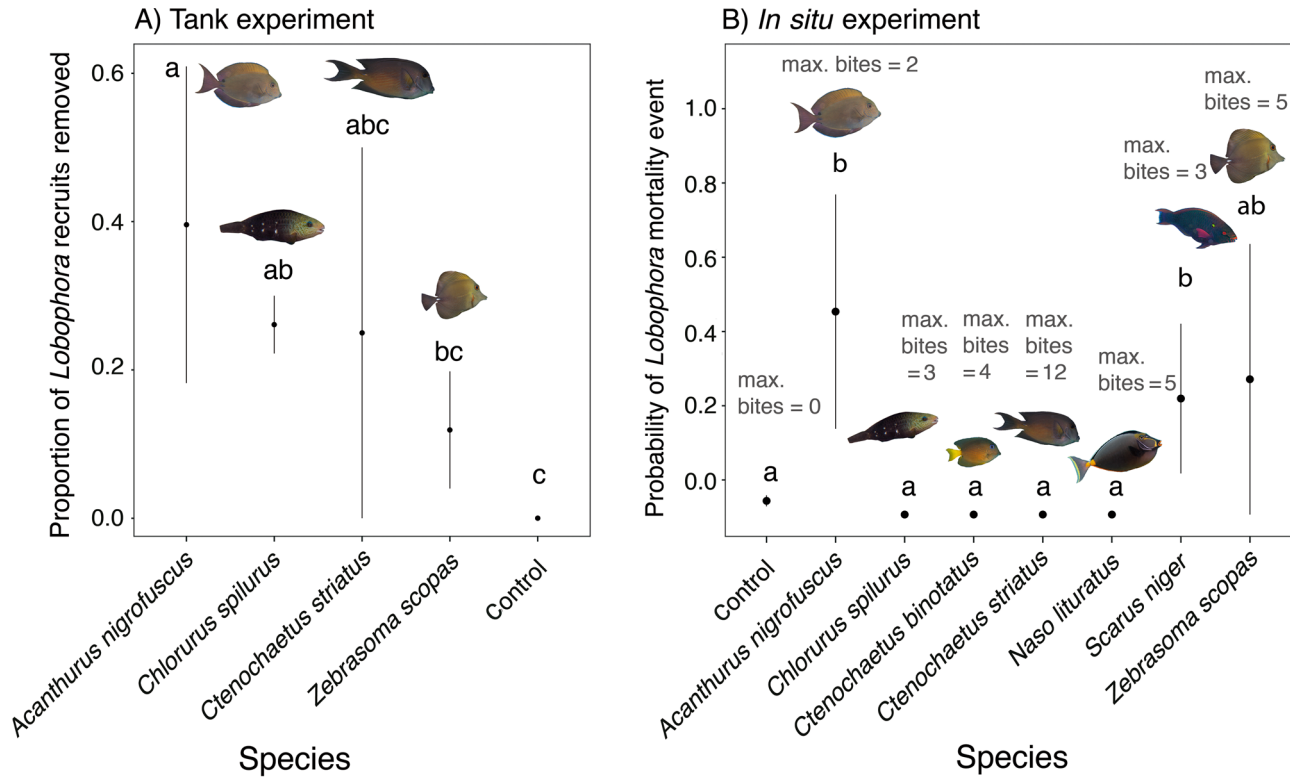 A) Tank experiment
Proportion of Lobophora recruits removed
0.6
0.4
0.2
0.0
a
ab
abc
bc
c
Acanthurus nigrofuscus
Chlorurus spilurus
Ctenochaetus striatus
Zebrasoma scopas
Control
Species
B) In situ experiment
Probability of Lobophora mortality event
1.0
0.8
0.6
0.4
0.2
0.0
max.
bites = 0
a
max. bites = 2
b
max.
bites
= 3
a
max.
bites
= 4
a
max.
bites
= 12
a
max.
bites = 5
a
max.
bites = 3
b
max.
bites = 5
ab
Control
Acanthurus nigrofuscus
Chlorurus spilurus
Ctenochaetus binotatus
Ctenochaetus striatus
Naso lituratus
Scarus niger
Zebrasoma scopas
Species